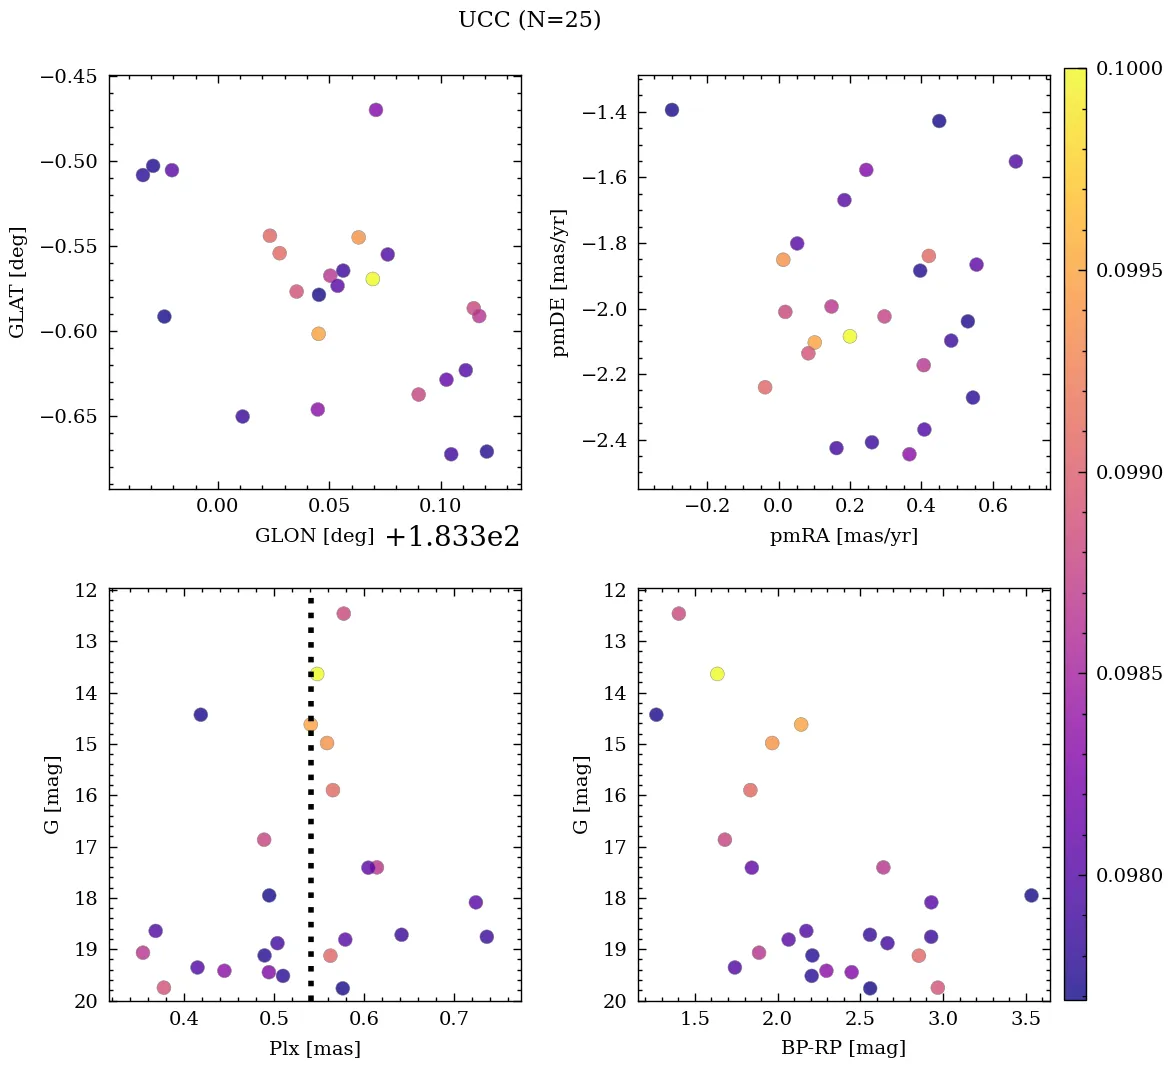 UCC (N=25)
−0.45
−0.50
−0.55
−0.60
−0.65
GLAT [deg]
0.00 0.05 0.10
GLON [deg] +1.833e2
−1.4
−1.6
−1.8
−2.0
−2.2
−2.4
pmDE [mas/yr]
−0.2 0.0 0.2 0.4 0.6
pmRA [mas/yr]
12
13
14
15
16
17
18
19
20
G [mag]
0.4 0.5 0.6 0.7
Plx [mas]
12
13
14
15
16
17
18
19
20
G [mag]
1.5 2.0 2.5 3.0 3.5
BP-RP [mag]
0.1000
0.0995
0.0990
0.0985
0.0980